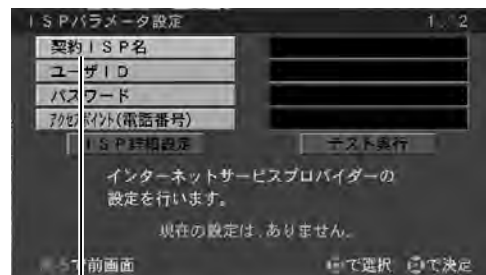 ISPパラメータ設定 1/2
契約ISP名
ユーザID
パスワード
アクセスポイント(電話番号)
ISP詳細設定 テスト実行
インターネットサービスプロバイダーの
設定を行います。
現在の設定は、ありません。
で前画面 で選択 で決定